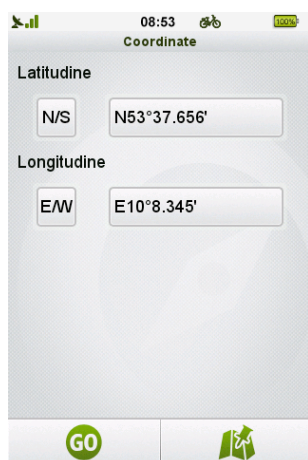 08:53
100%
Coordinate
Latitudine
N/S N53°37.656'
Longitudine
E/W E10°8.345'
GO